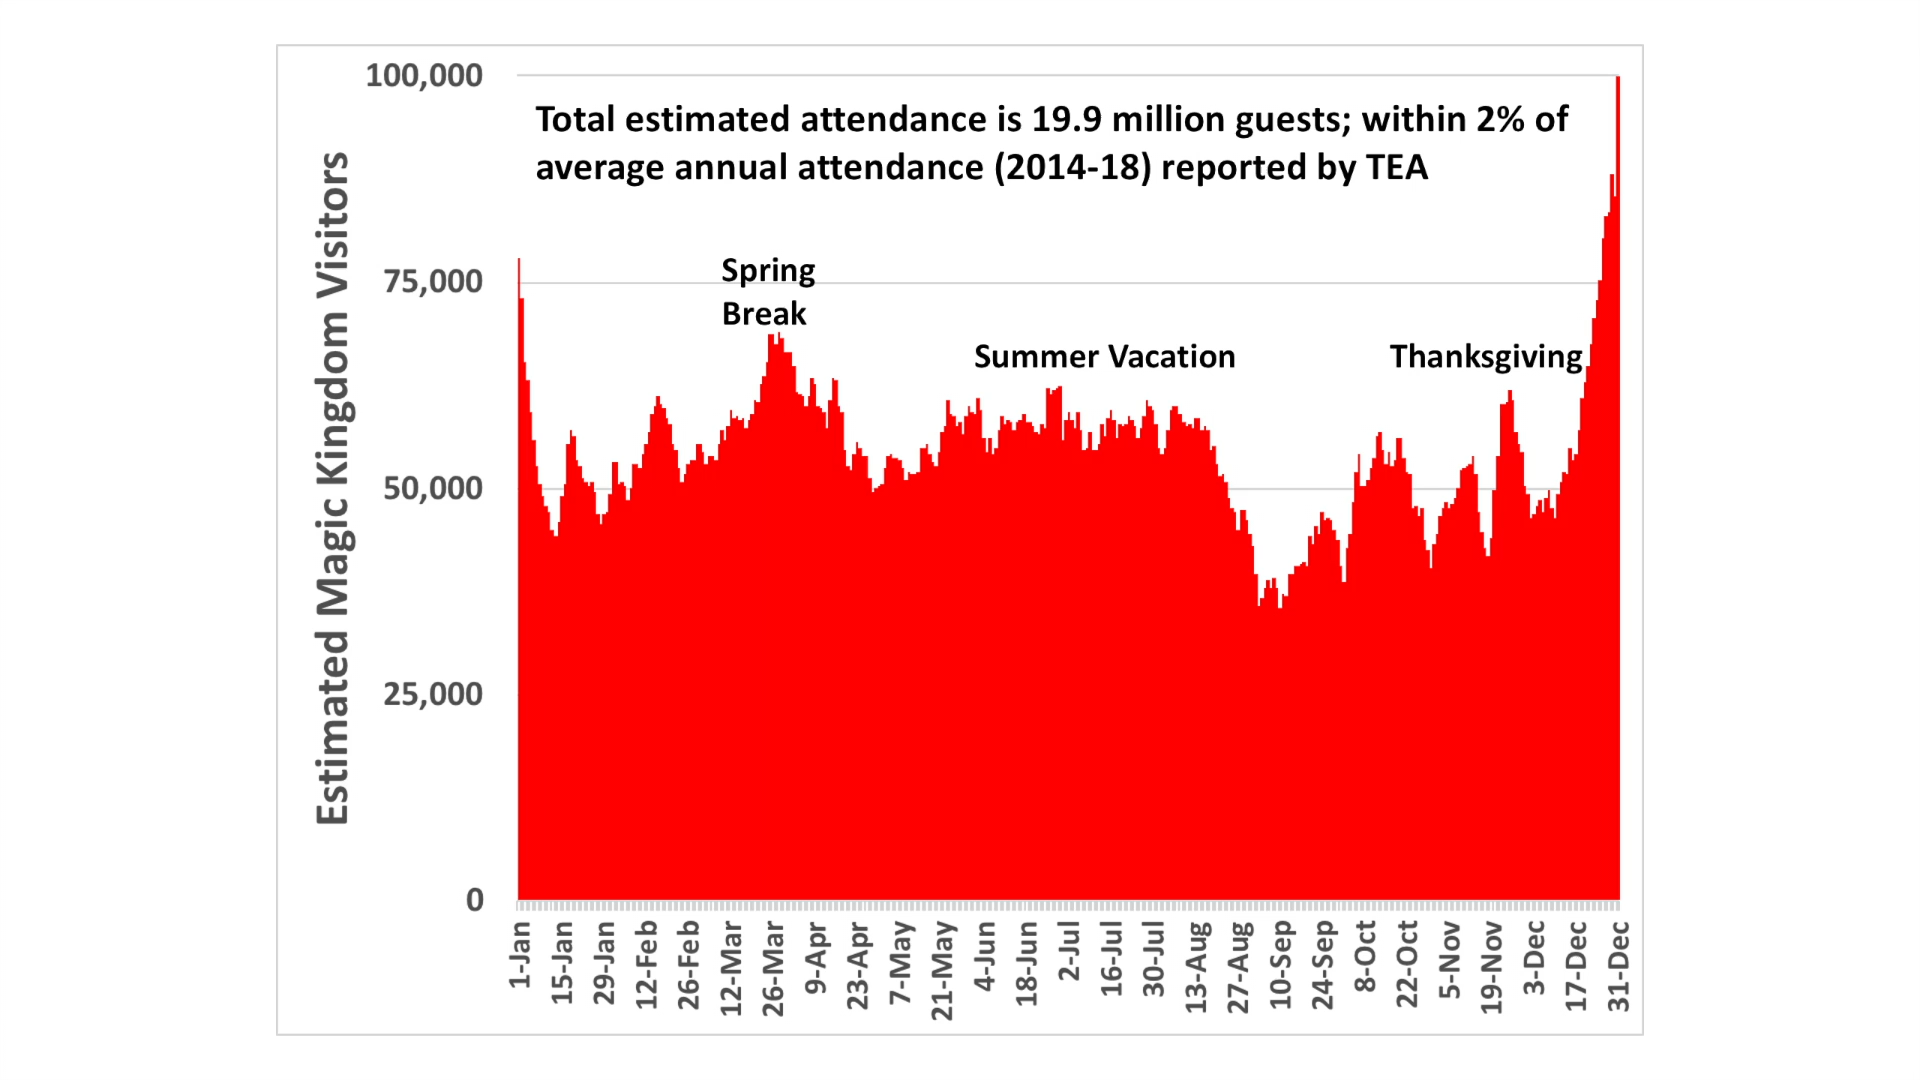 100,000
Total estimated attendance is 19.9 million guests; within 2% of
average annual attendance (2014-18) reported by TEA
Spring
Break
75,000
Summer Vacation
Thanksgiving
50,000
25,000
0
Estimated Magic Kingdom Visitors
1-Jan
15-Jan
29-Jan
12-Feb
26-Feb
12-Mar
26-Mar
9-Apr
23-Apr
7-May
21-May
4-Jun
18-Jun
2-Jul
16-Jul
30-Jul
13-Aug
27-Aug
10-Sep
24-Sep
8-Oct
22-Oct
5-Nov
19-Nov
3-Dec
17-Dec
31-Dec